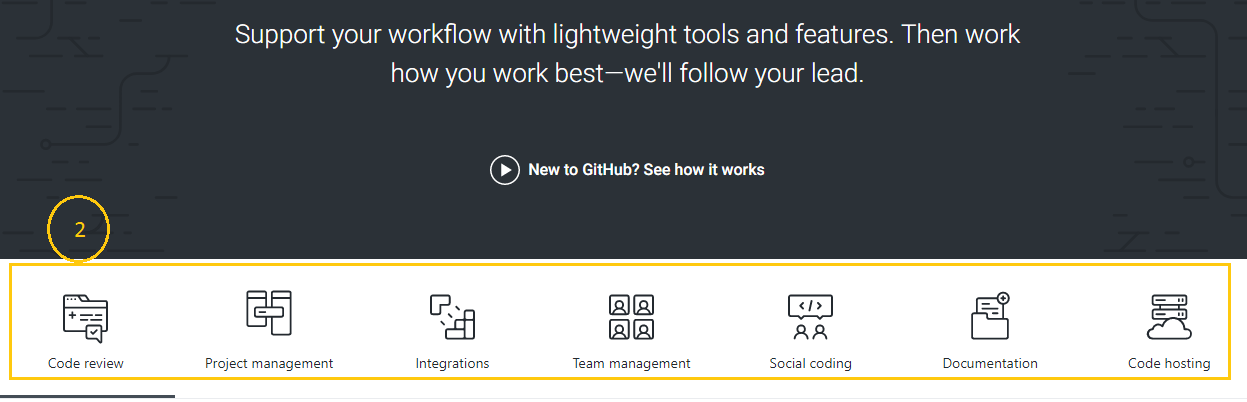 Support your workflow with lightweight tools and features. Then work
how you work best—we'll follow your lead.
New to GitHub? See how it works
2
Code review
Project management
Integrations
Team management
Social coding
Documentation
Code hosting